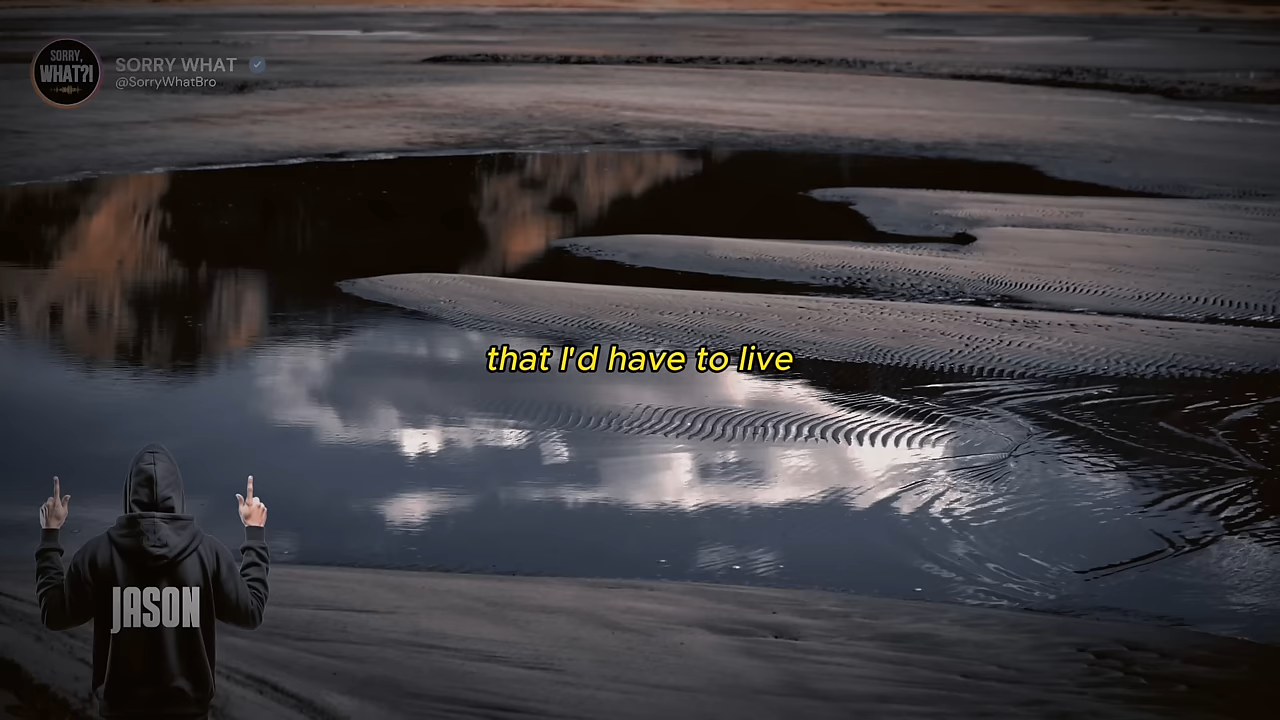 SORRY,
WHAT?!
SORRY WHAT
@SorryWhatBro
that I'd have to live
JASON